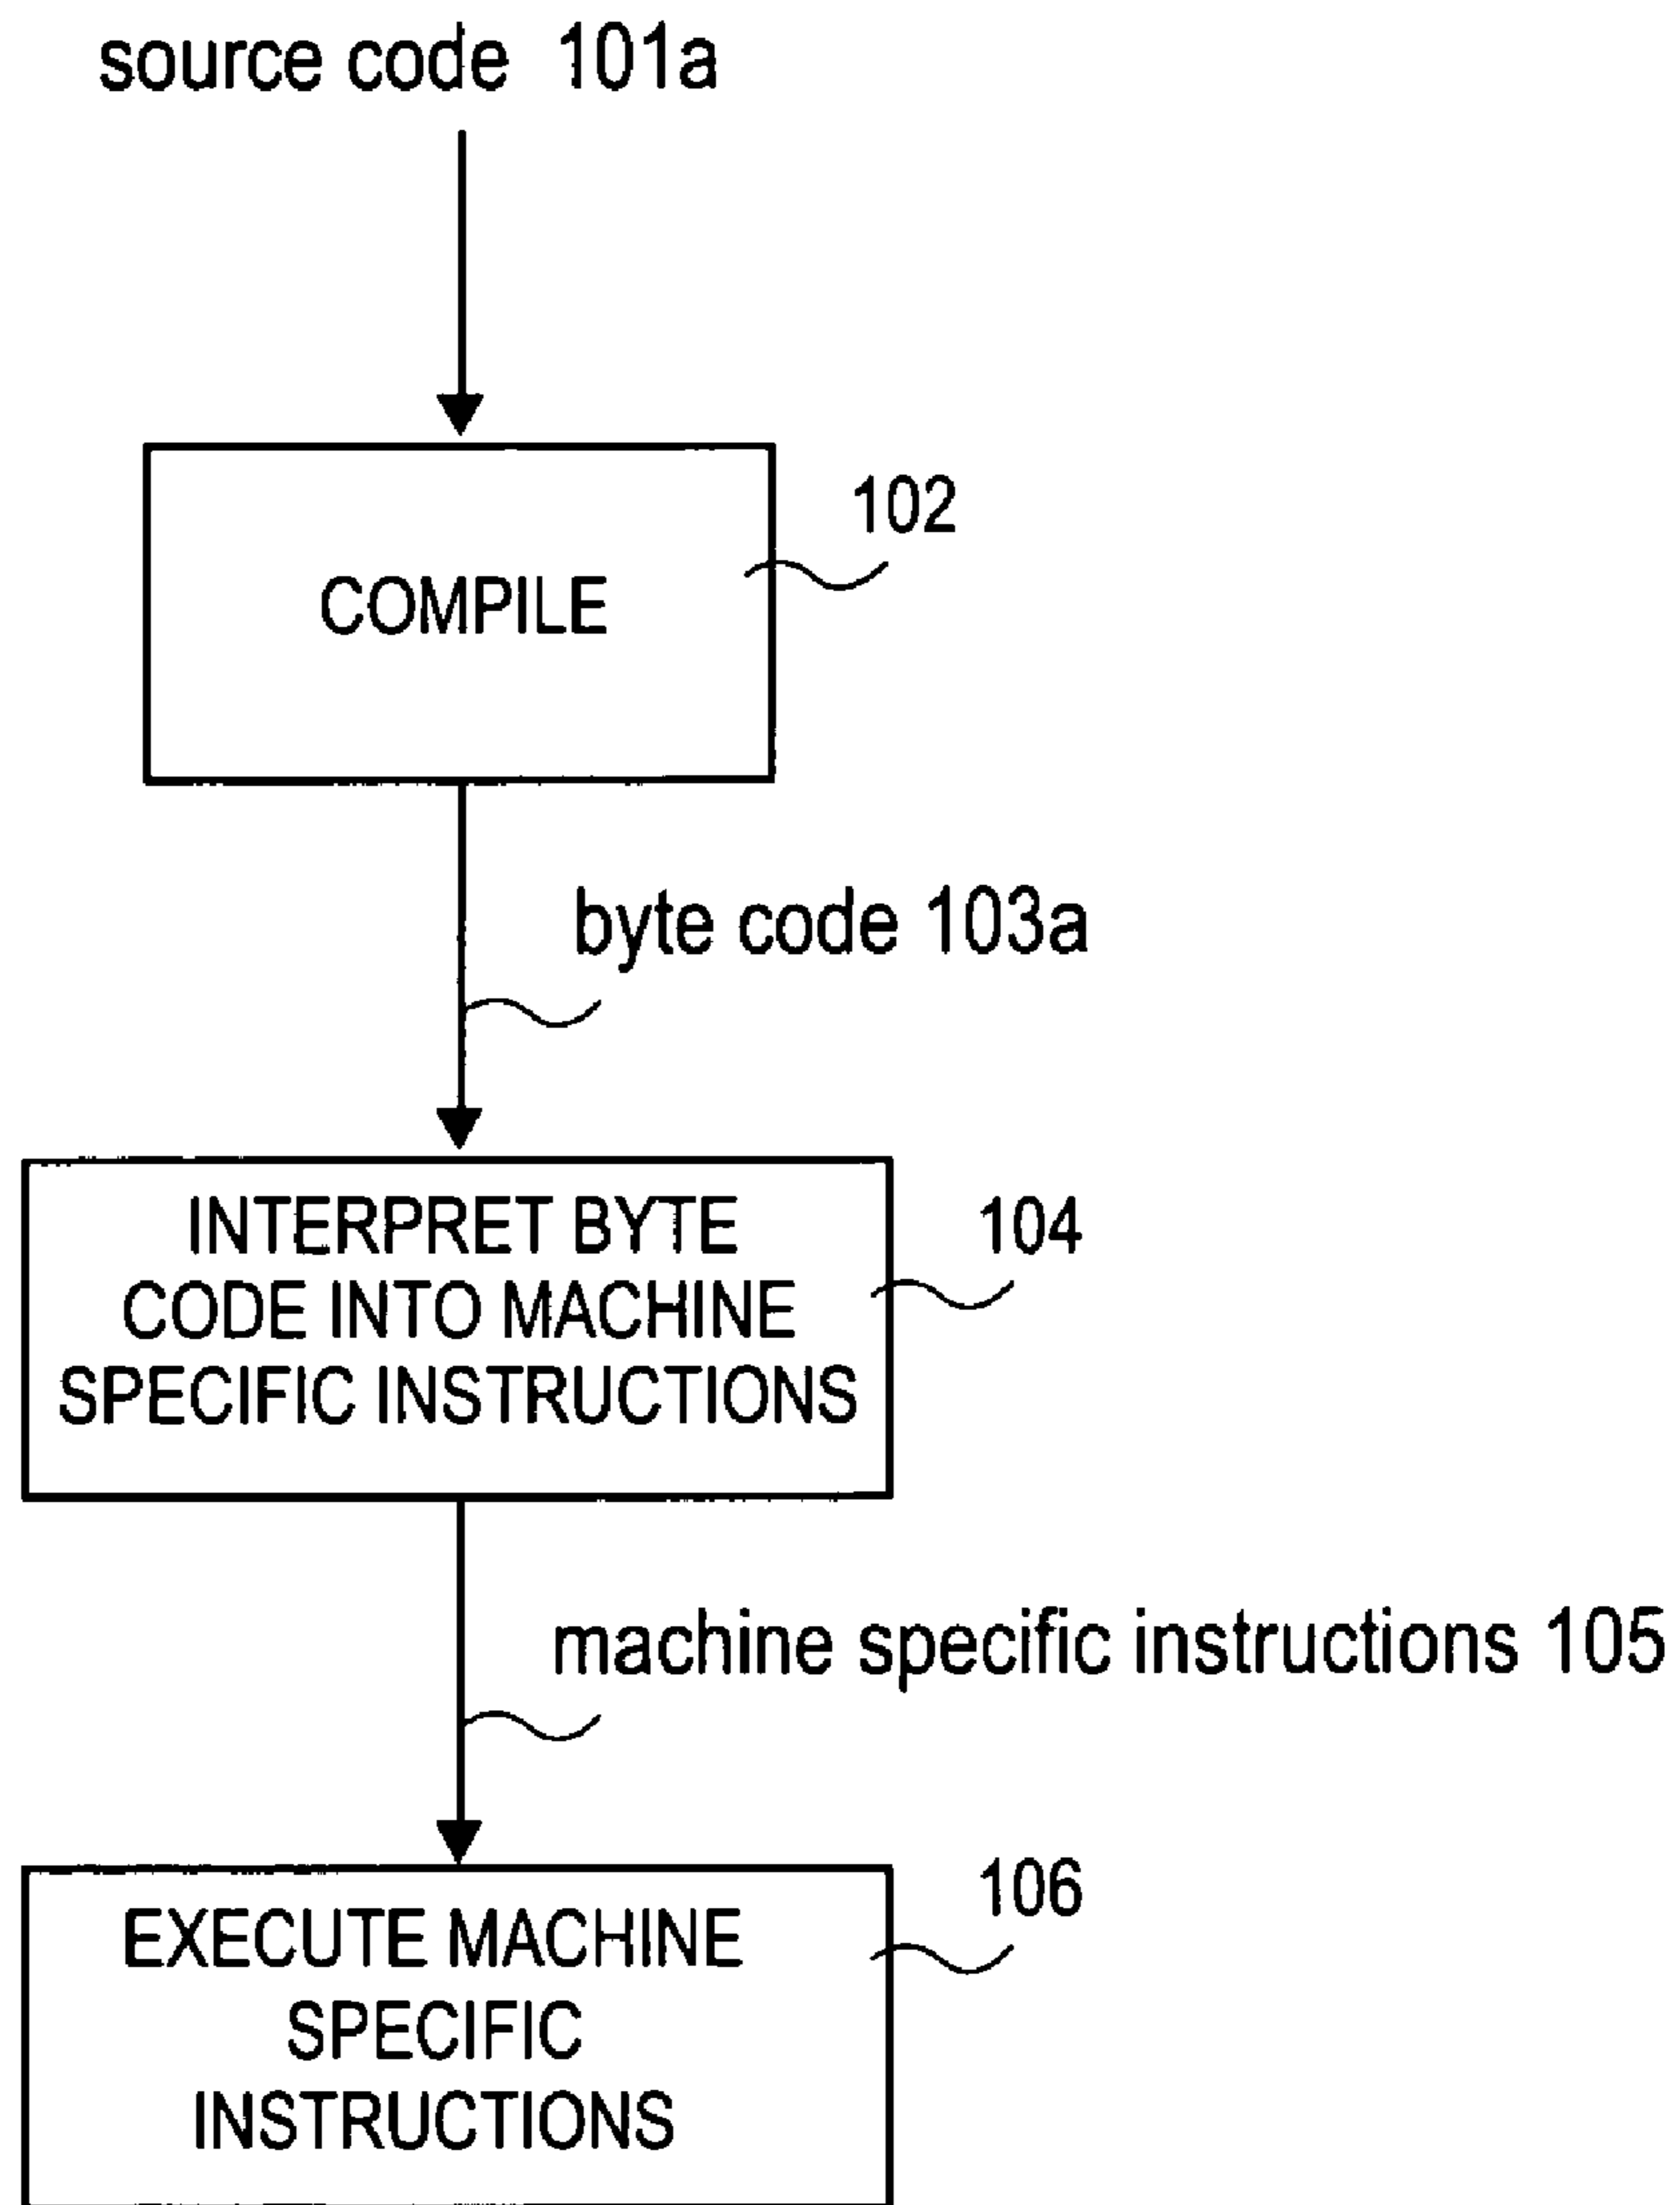 source code 101a
102
COMPILE
byte code 103a
INTERPRET BYTE
104
CODE INTO MACHINE
SPECIFIC INSTRUCTIONS
machine specific instructions 105
106
EXECUTE MACHINE
SPECIFIC
INSTRUCTIONS